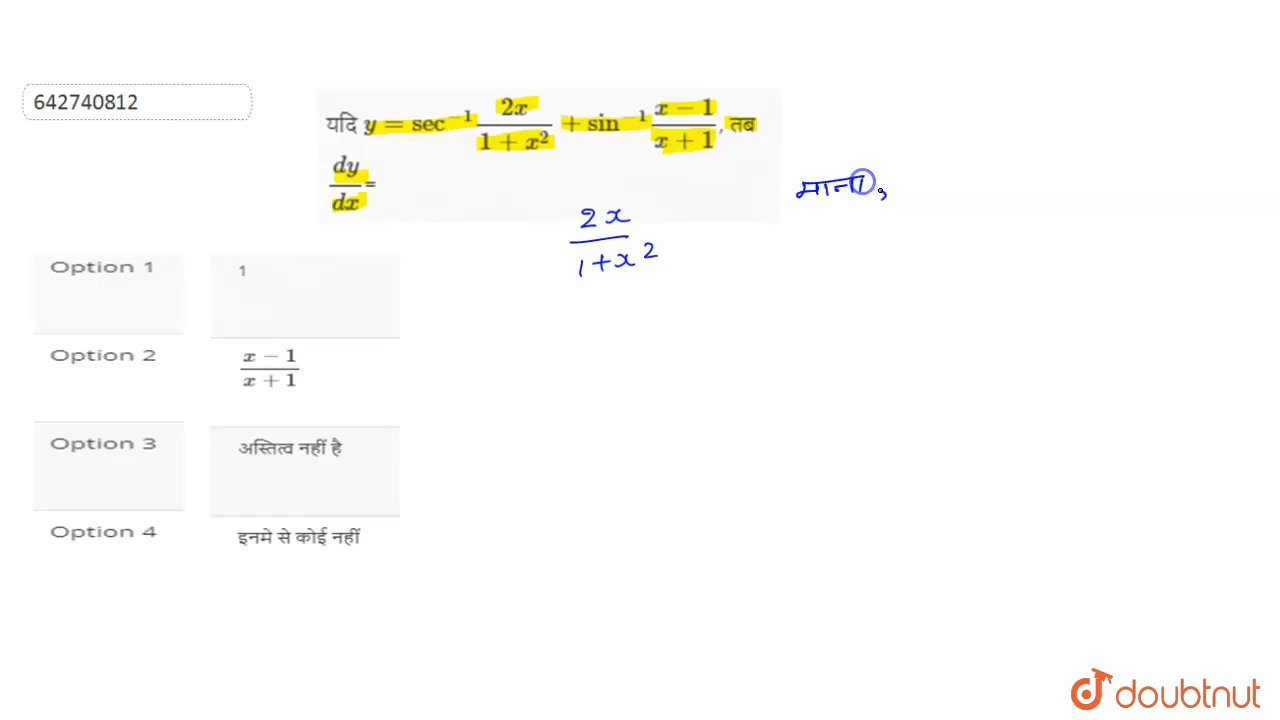 642740812
यदि y = sec⁻¹ 2x/(1 + x²) + sin⁻¹ (x − 1)/(x + 1), तब
dy/dx =
माना,
2x/(1+x²)
Option 1 1
Option 2 (x − 1)/(x + 1)
Option 3 अस्तित्व नहीं है
Option 4 इनमे से कोई नहीं
doubtnut